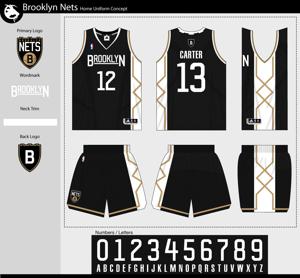 Brooklyn Nets Home Uniform Concept
Primary Logo
NETS
Wordmark
BROOKLYN
Neck Trim
Back Logo
B
BROOKLYN
12
CARTER
13
NETS
Numbers / Letters
0123456789
ABCDEFGHIJKLMNOPQRSTUVWXYZ